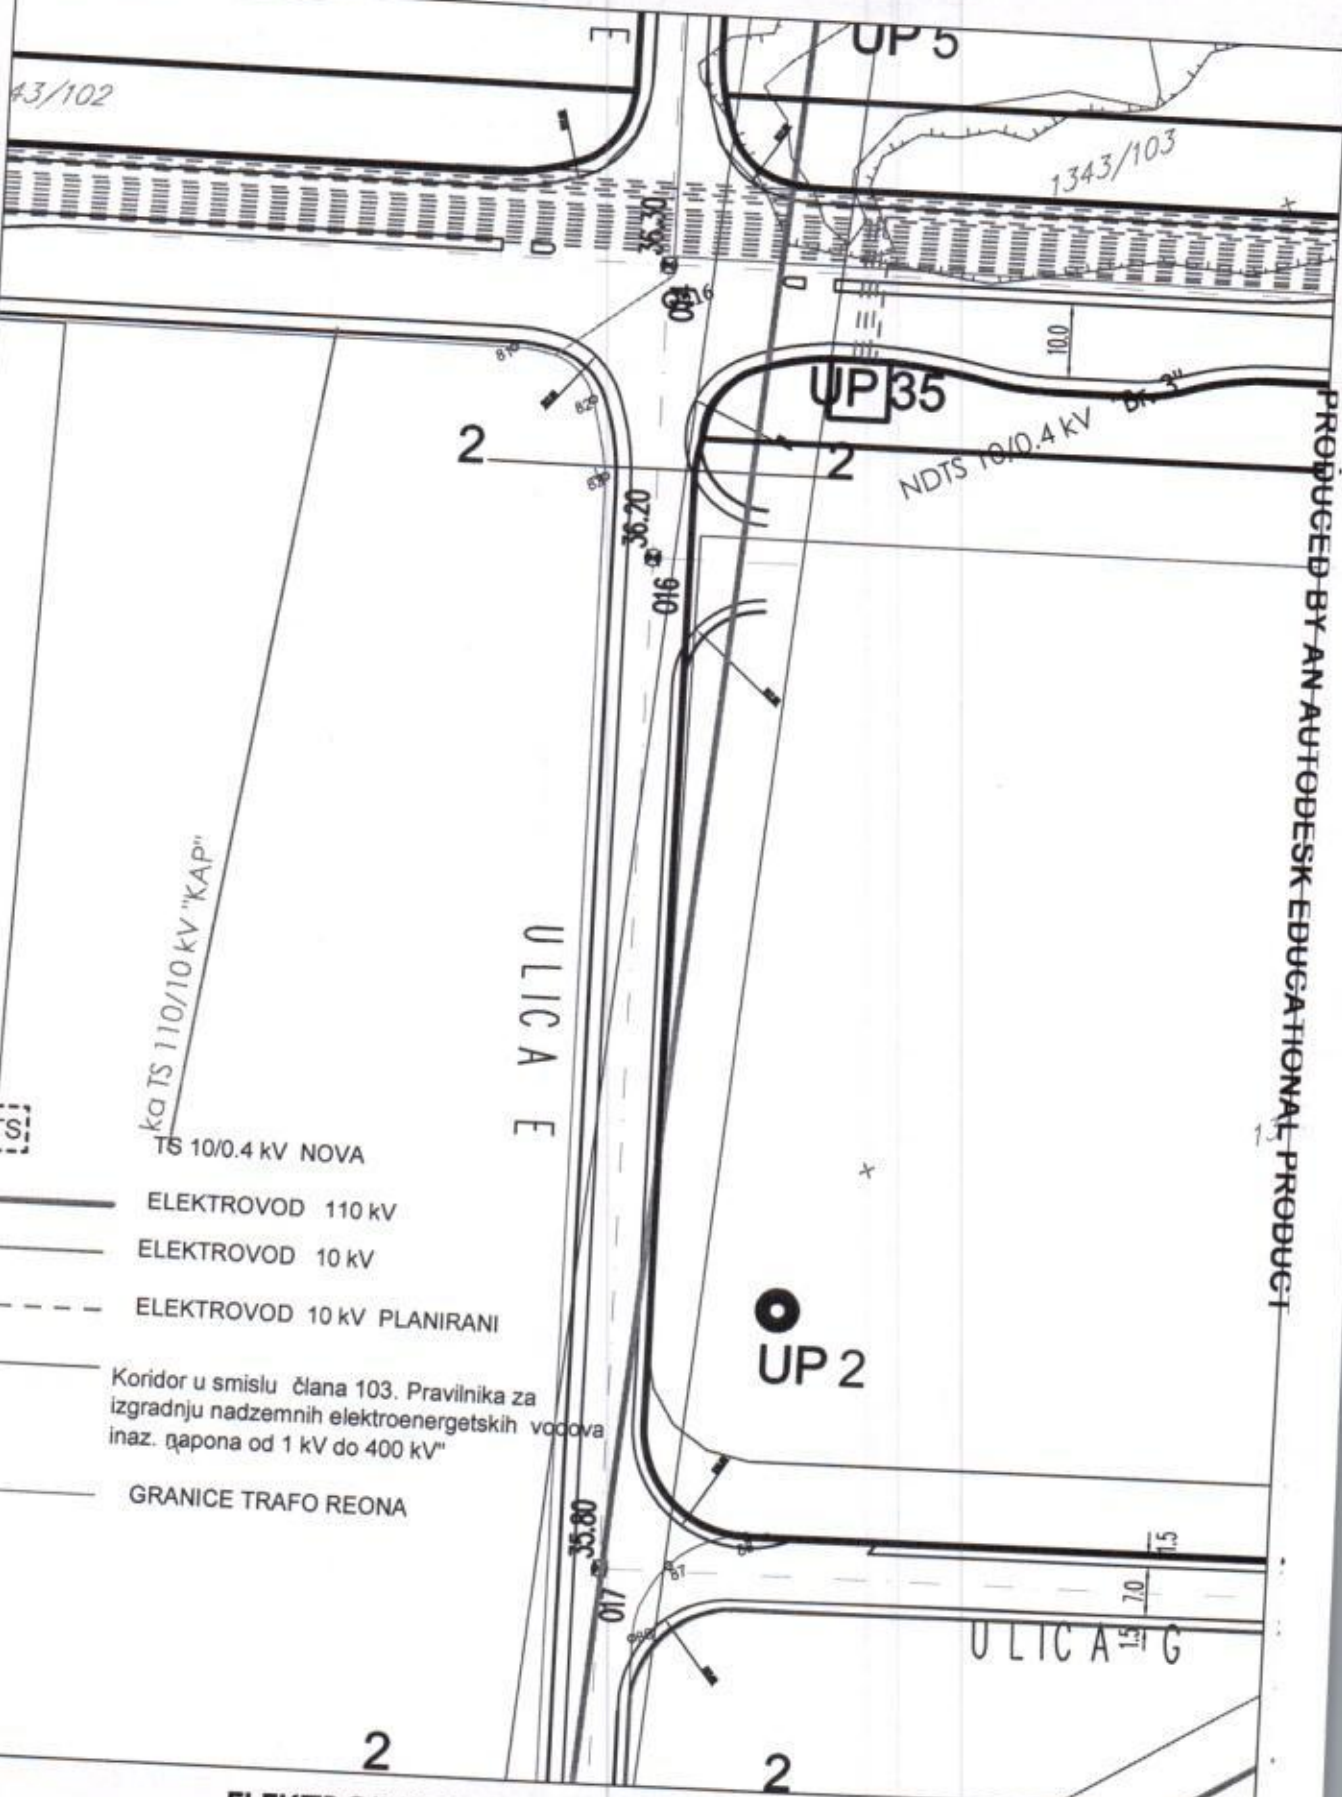 E
UP 5
43/102
1343/103
36.30
10.0
81
82
UP 35
"Br. 3"
NDTS 10/0.4 kV
2
2
36.20
016
PRODUCED BY AN AUTODESK EDUCATIONAL PRODUCT
ka TS 110/10 kV "KAP"
ULICA E
TS 10/0.4 kV NOVA
ELEKTROVOD 110 kV
ELEKTROVOD 10 kV
ELEKTROVOD 10 kV PLANIRANI
Koridor u smislu člana 103. Pravilnika za
izgradnju nadzemnih elektroenergetskih vodova
inaz. napona od 1 kV do 400 kV"
GRANICE TRAFO REONA
UP 2
35.80
017
87
1.5
7.0
1.5
ULICA G
2
2